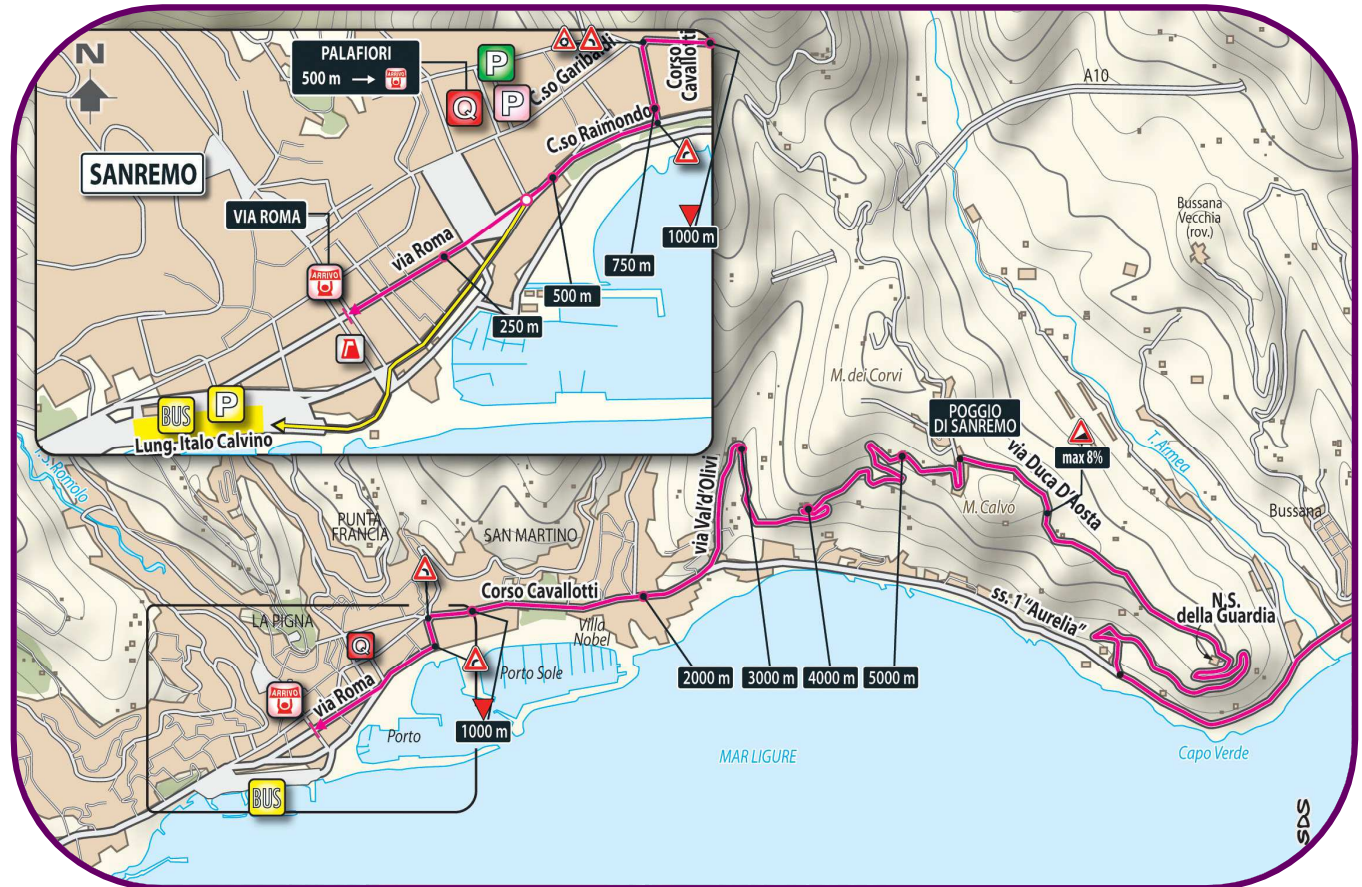 N
PALAFIORI
500 m → ARRIVO
P
Q
P
C.so Garibaldi
Corso
Cavallotti
C.so Raimondo
SANREMO
VIA ROMA
ARRIVO
via Roma
1000 m
750 m
500 m
250 m
BUS
P
Lung. Italo Calvino
A10
Bussana
Vecchia
(rov.)
M. dei Corvi
POGGIO
DI SANREMO
via Duca D'Aosta
max 8%
T. Armea
M. Calvo
Bussana
via Val d'Olivi
T. S. Romolo
PUNTA
FRANCIA
SAN MARTINO
Corso Cavallotti
ss. 1 "Aurelia"
N.S.
della Guardia
LA PIGNA
Villa
Nobel
Q
Porto Sole
2000 m
3000 m
4000 m
5000 m
ARRIVO
via Roma
1000 m
Porto
MAR LIGURE
Capo Verde
BUS
SDS